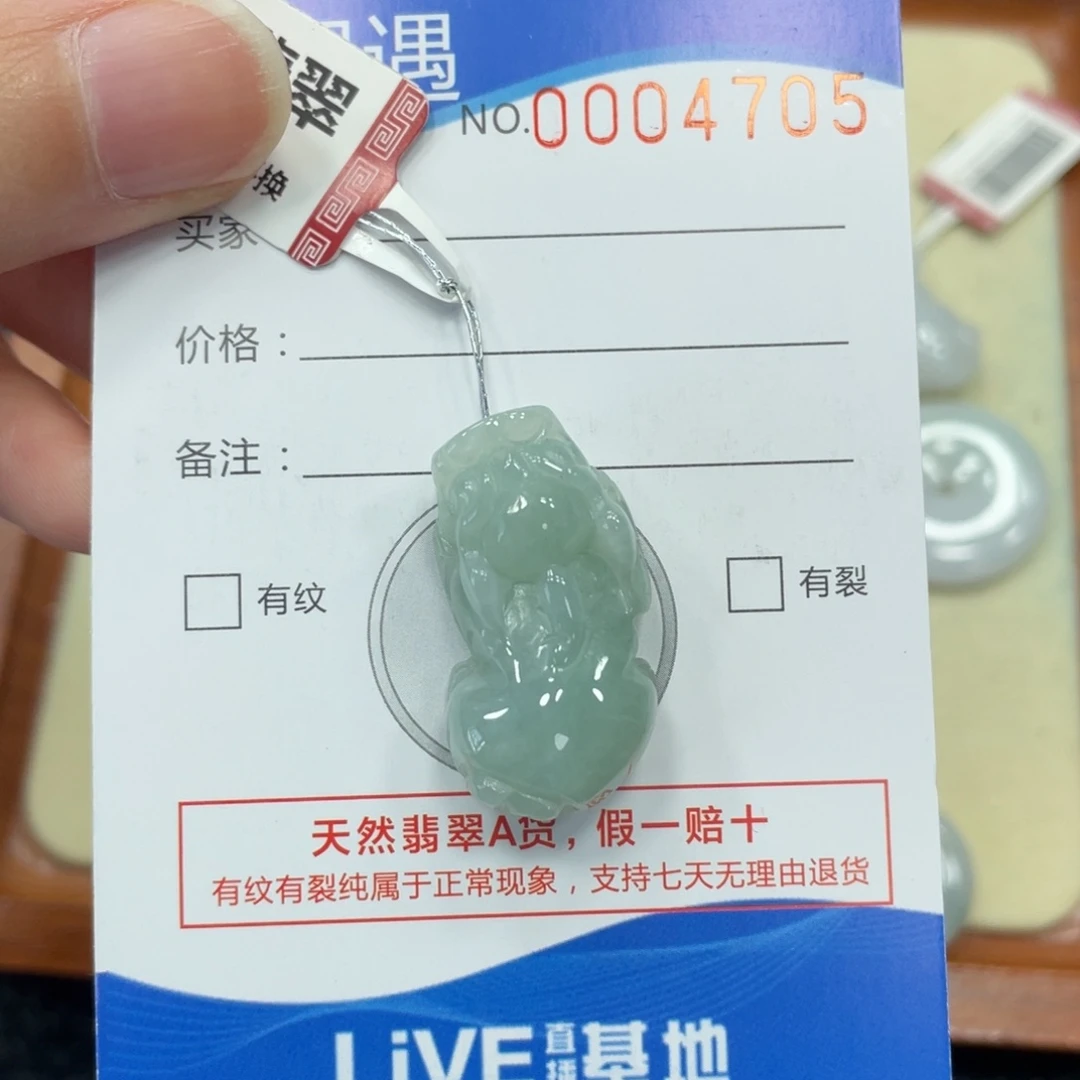 遇
NO.0004705
翡翠
换
买家
价格：
备注：
有纹
有裂
天然翡翠A货，假一赔十
有纹有裂纯属于正常现象，支持七天无理由退货
LiVE 直播 基地